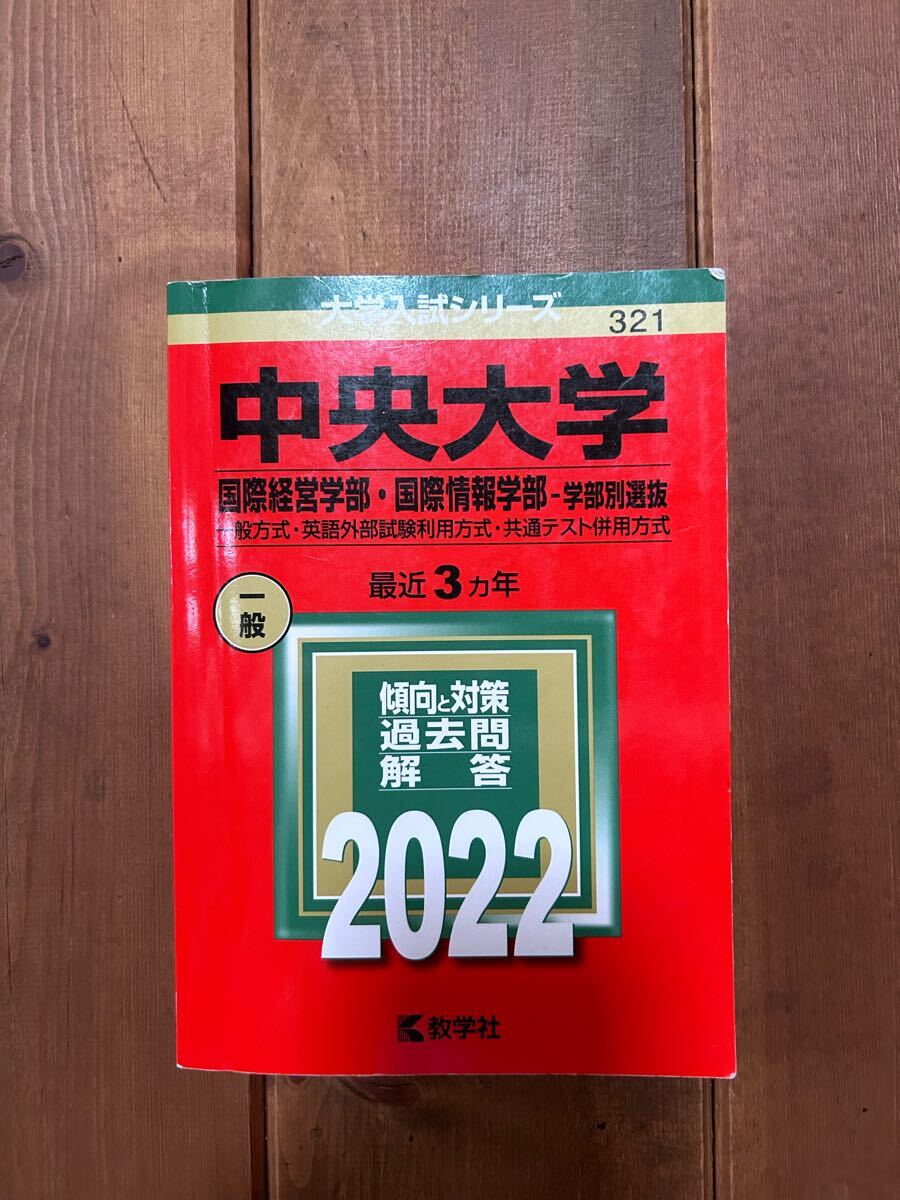 大学入試シリーズ
321
中央大学
国際経営学部・国際情報学部-学部別選抜
一般方式・英語外部試験利用方式・共通テスト併用方式
最近3カ年
一般
傾向と対策
過去問
解答
2022
教学社